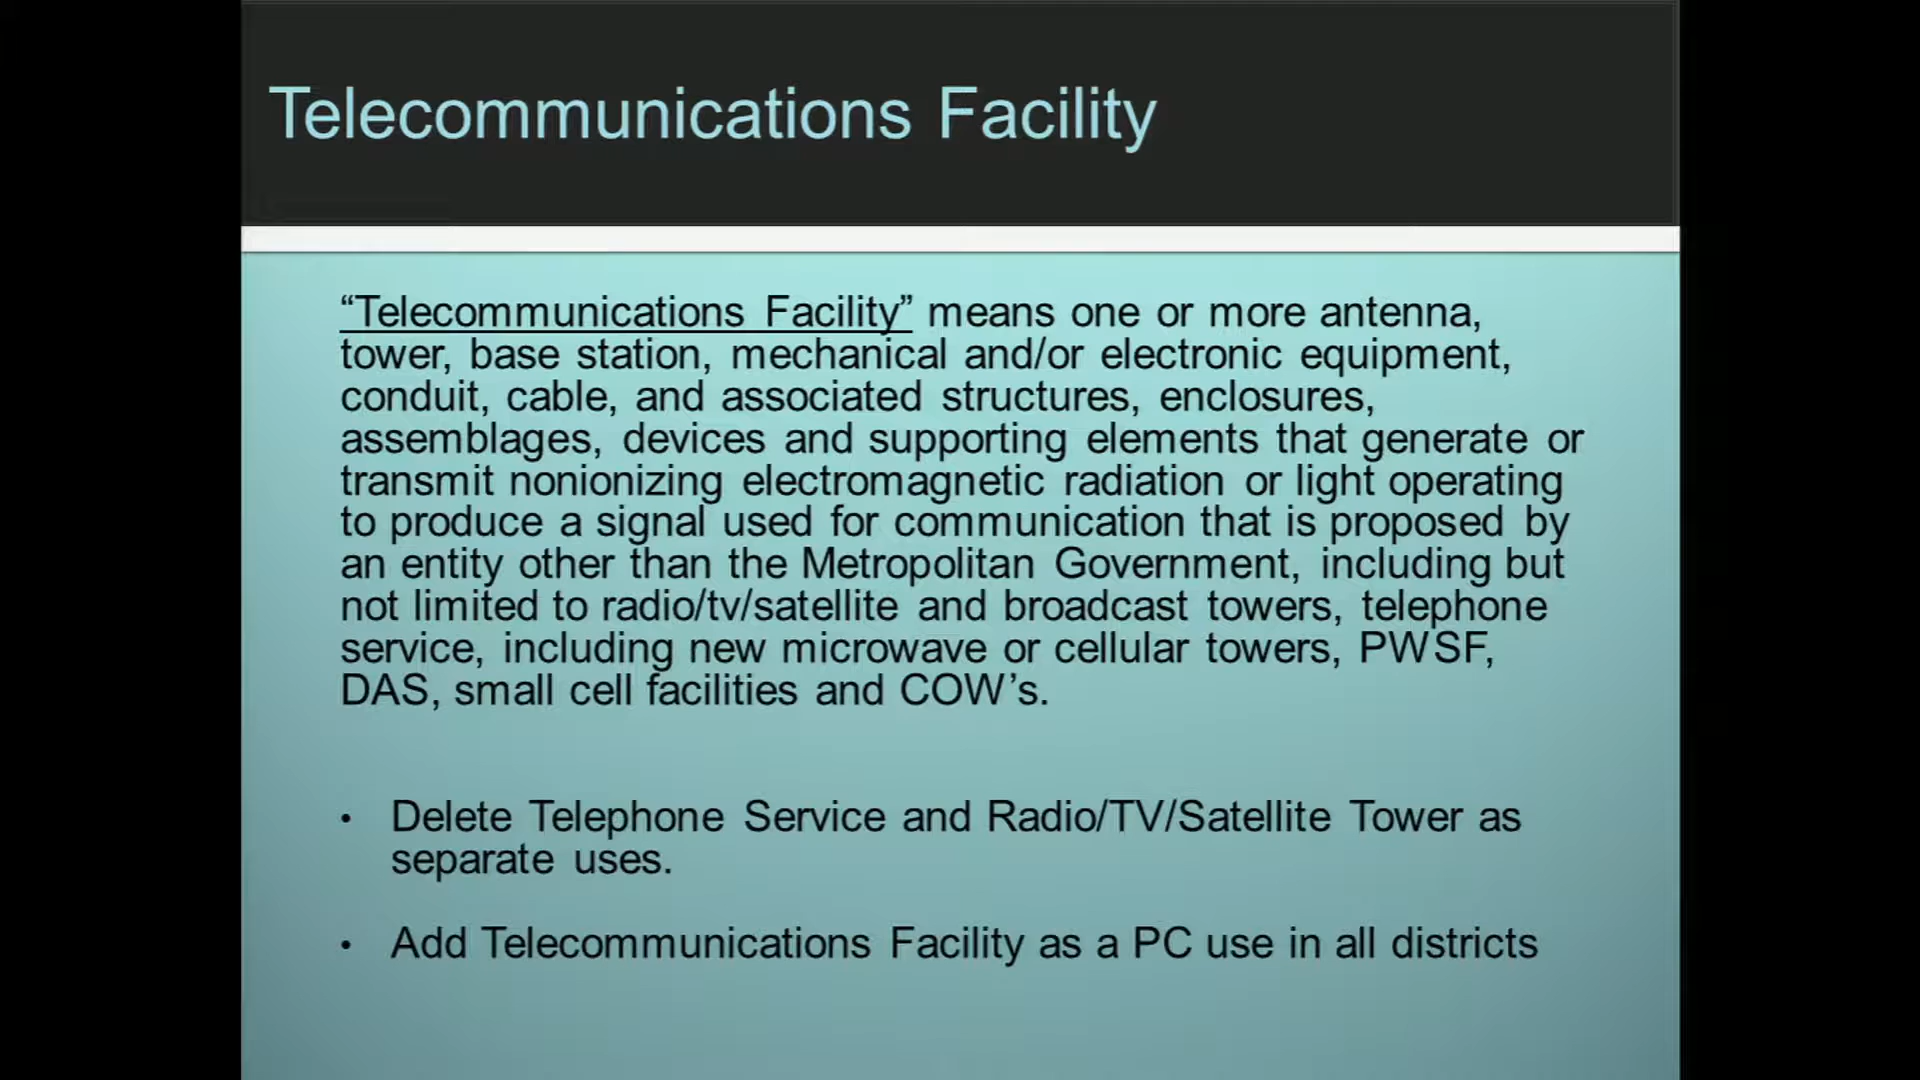 Telecommunications Facility
“Telecommunications Facility” means one or more antenna,
tower, base station, mechanical and/or electronic equipment,
conduit, cable, and associated structures, enclosures,
assemblages, devices and supporting elements that generate or
transmit nonionizing electromagnetic radiation or light operating
to produce a signal used for communication that is proposed by
an entity other than the Metropolitan Government, including but
not limited to radio/tv/satellite and broadcast towers, telephone
service, including new microwave or cellular towers, PWSF,
DAS, small cell facilities and COW’s.
• Delete Telephone Service and Radio/TV/Satellite Tower as
separate uses.
• Add Telecommunications Facility as a PC use in all districts